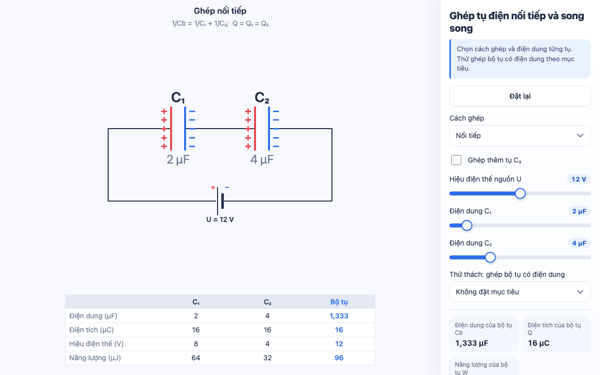 Ghép nối tiếp
1/Cb = 1/C₁ + 1/C₂; Q = Q₁ = Q₂
C₁
C₂
2 µF
4 µF
+
−
U = 12 V
C₁ C₂ Bộ tụ
Điện dung (µF) 2 4 1,333
Điện tích (µC) 16 16 16
Hiệu điện thế (V) 8 4 12
Năng lượng (µJ) 64 32 96
Ghép tụ điện nối tiếp và song
song
Chọn cách ghép và điện dung từng tụ.
Thử ghép bộ tụ có điện dung theo mục
tiêu.
Đặt lại
Cách ghép
Nối tiếp
Ghép thêm tụ C₃
Hiệu điện thế nguồn U 12 V
Điện dung C₁ 2 µF
Điện dung C₂ 4 µF
Thử thách: ghép bộ tụ có điện dung
Không đặt mục tiêu
Điện dung của bộ tụ
Cb
1,333 µF
Điện tích của bộ tụ
Q
16 µC
Năng lượng của bộ
tụ W